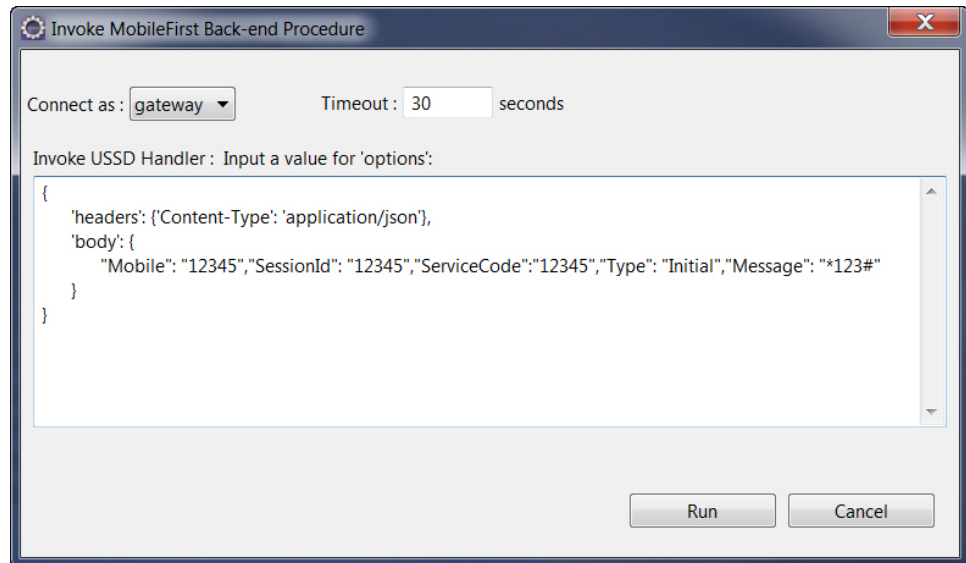 Invoke MobileFirst Back-end Procedure
Connect as : gateway Timeout : 30 seconds
Invoke USSD Handler : Input a value for 'options':
{
'headers': {'Content-Type': 'application/json'},
'body': {
"Mobile": "12345","SessionId": "12345","ServiceCode":"12345","Type": "Initial","Message": "*123#"
}
}
Run Cancel